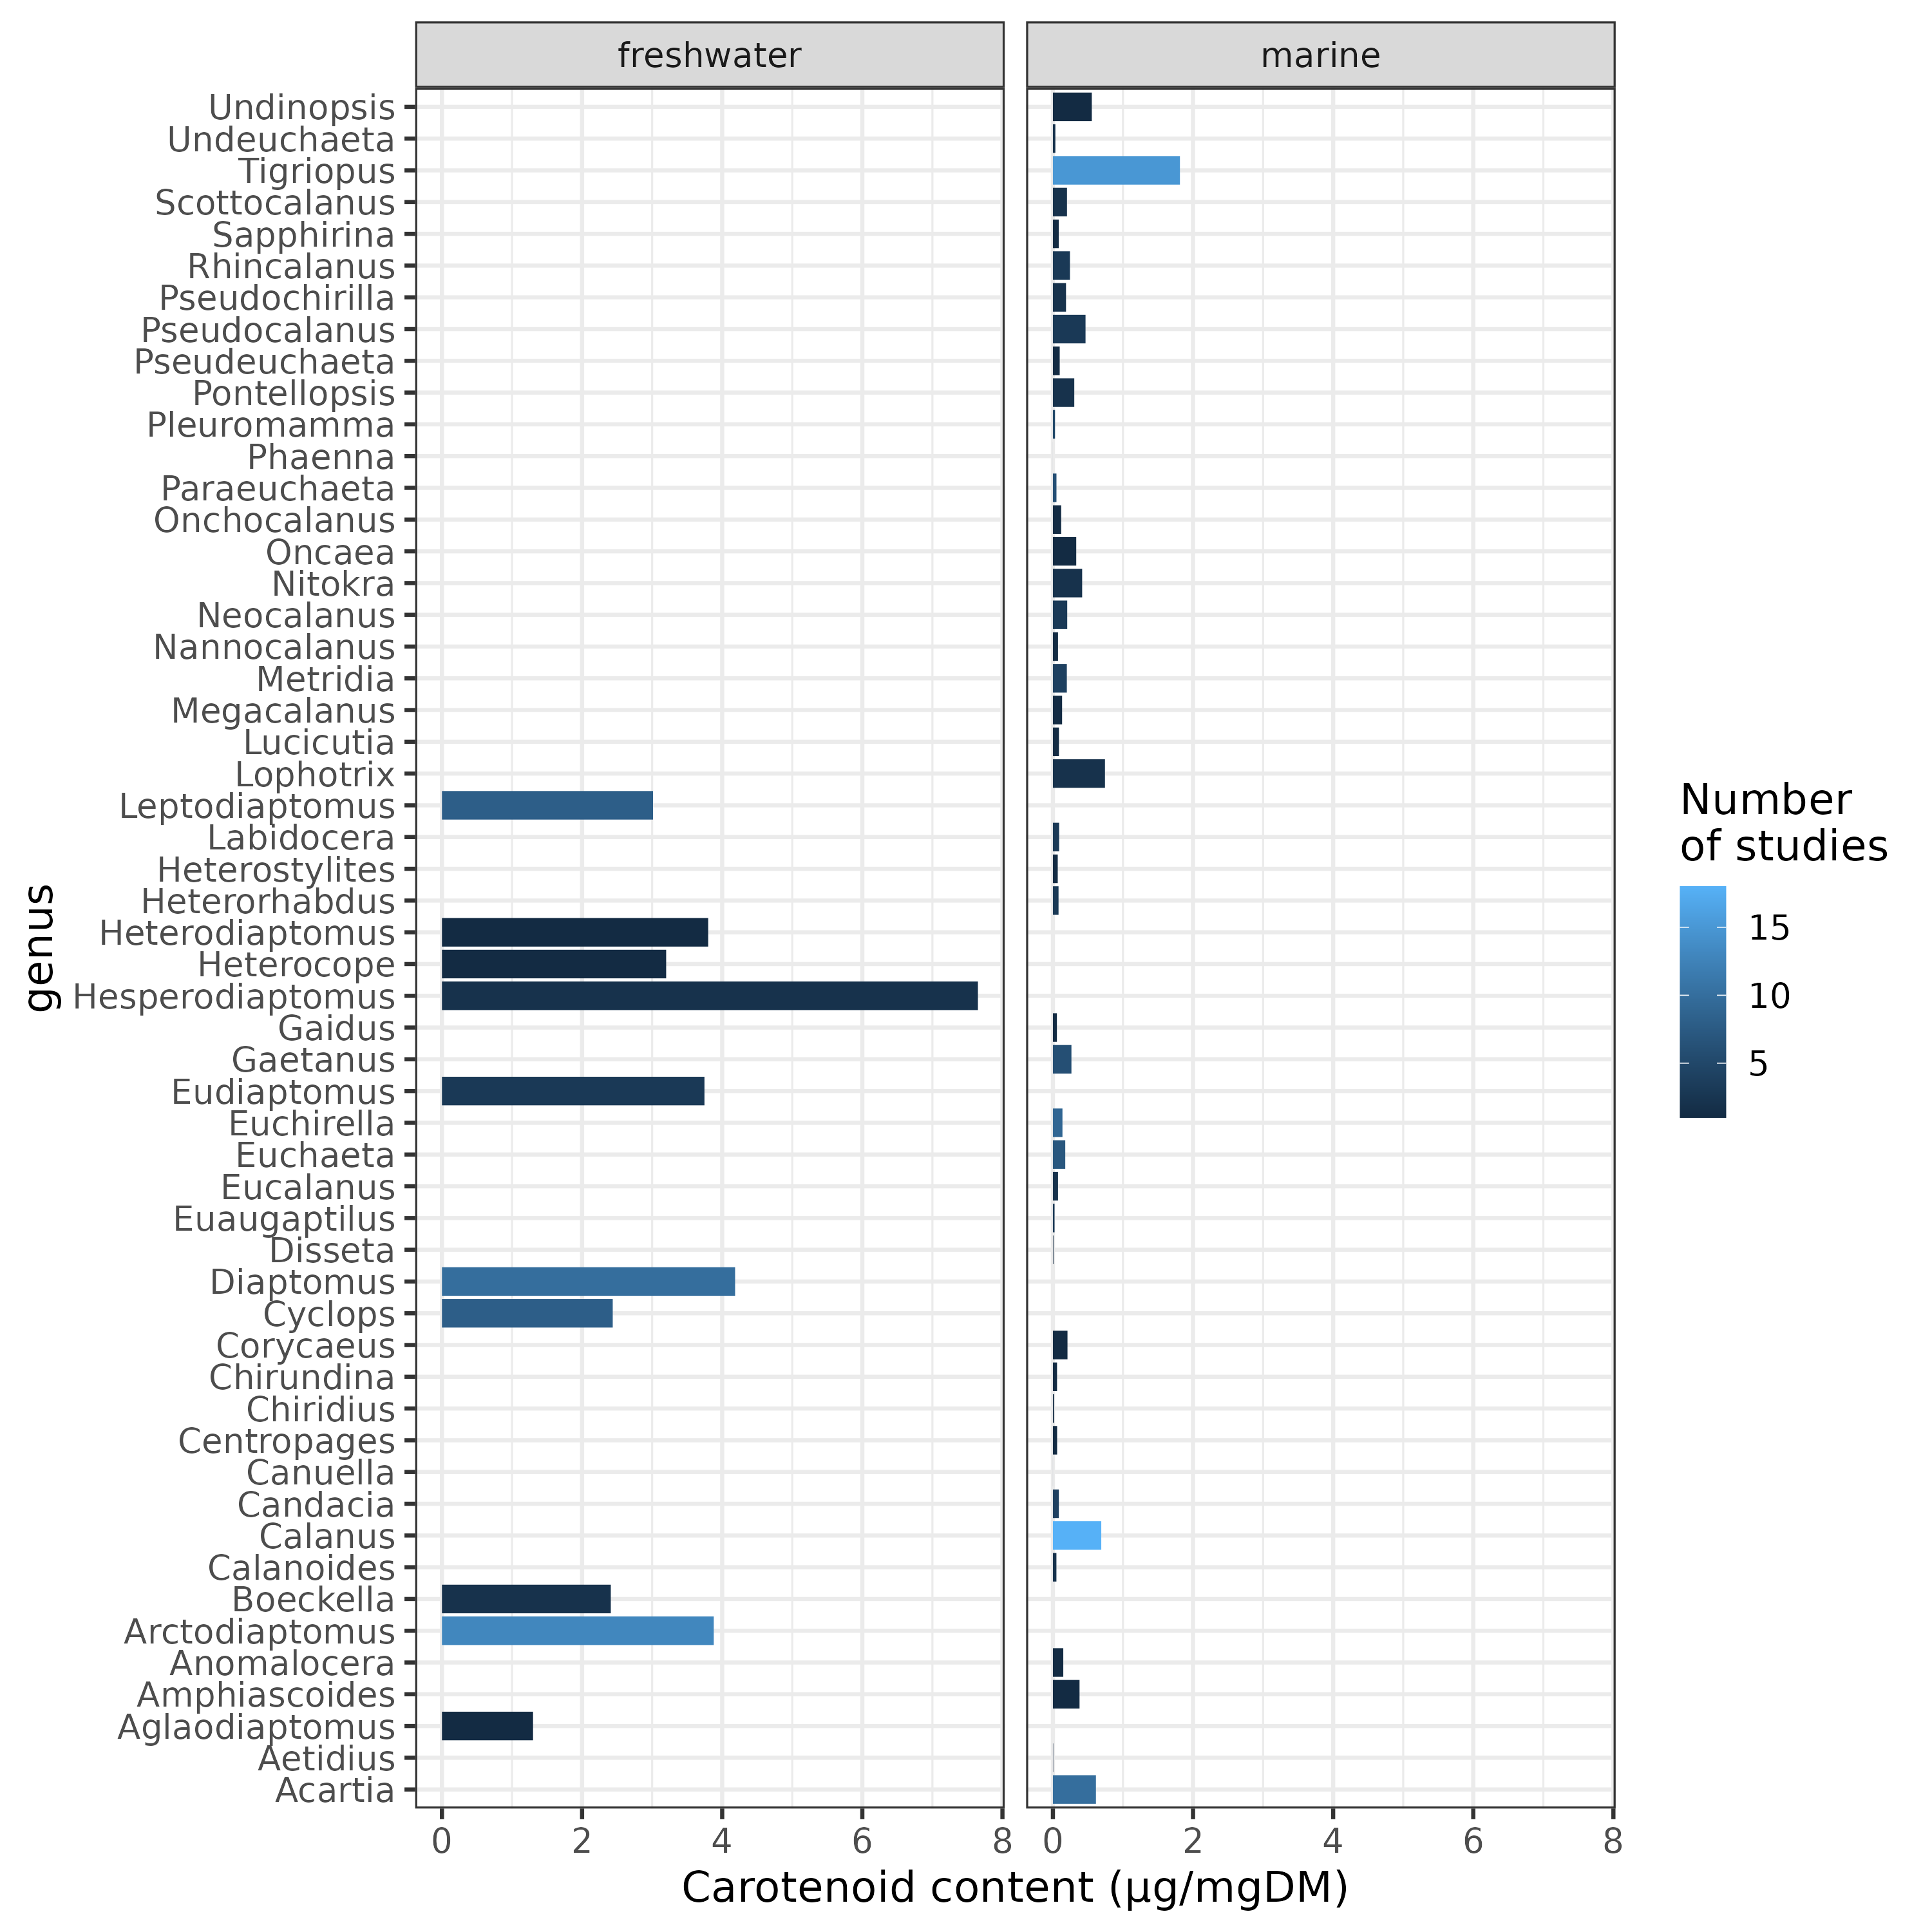 freshwater
marine
Undinopsis
Undeuchaeta
Tigriopus
Scottocalanus
Sapphirina
Rhincalanus
Pseudochirilla
Pseudocalanus
Pseudeuchaeta
Pontellopsis
Pleuromamma
Phaenna
Paraeuchaeta
Onchocalanus
Oncaea
Nitokra
Neocalanus
Nannocalanus
Metridia
Megacalanus
Lucicutia
Lophotrix
Leptodiaptomus
Labidocera
Heterostylites
Heterorhabdus
Heterodiaptomus
Heterocope
Hesperodiaptomus
Gaidus
Gaetanus
Eudiaptomus
Euchirella
Euchaeta
Eucalanus
Euaugaptilus
Disseta
Diaptomus
Cyclops
Corycaeus
Chirundina
Chiridius
Centropages
Canuella
Candacia
Calanus
Calanoides
Boeckella
Arctodiaptomus
Anomalocera
Amphiascoides
Aglaodiaptomus
Aetidius
Acartia
genus
0 2 4 6 8
0 2 4 6 8
Carotenoid content (µg/mgDM)
Number
of studies
15
10
5